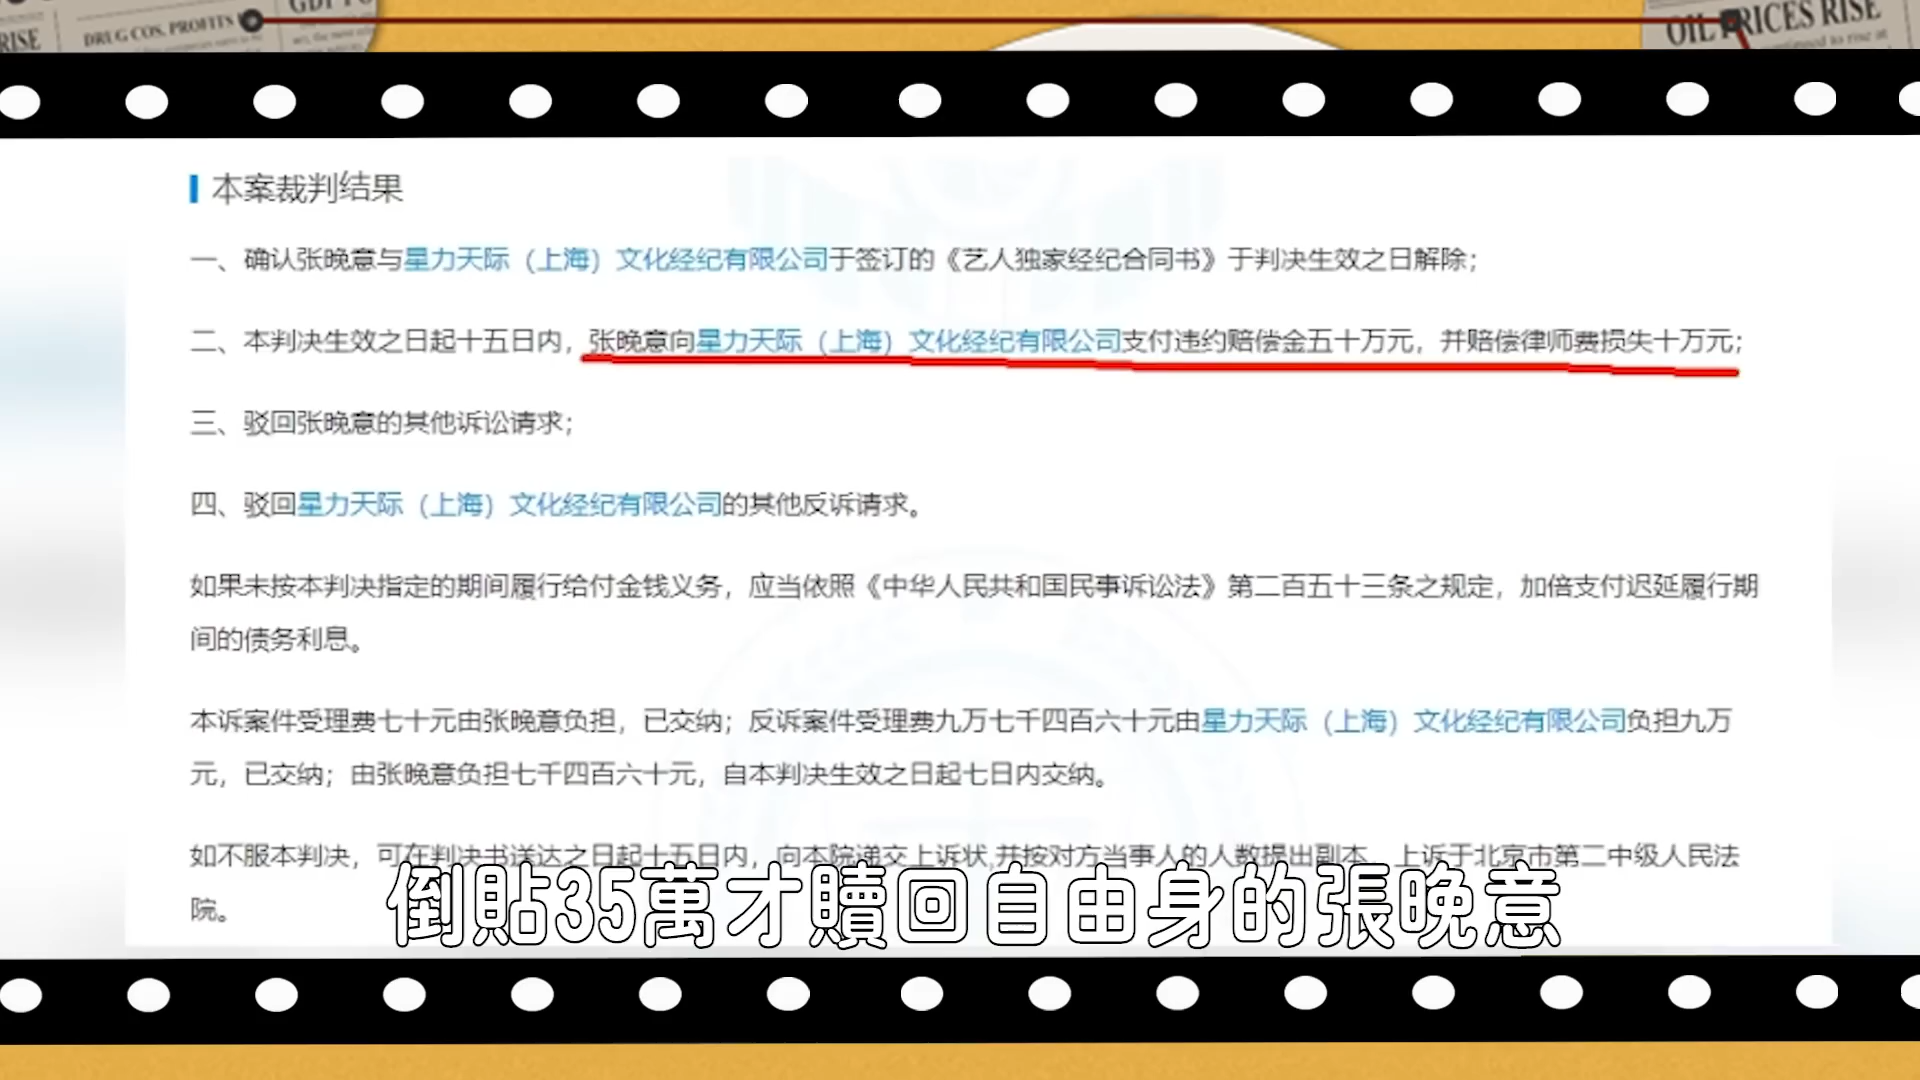 DRUG COS. PROFITS
RISE
OIL PRICES RISE
本案裁判结果
一、确认张晚意与星力天际（上海）文化经纪有限公司于签订的《艺人独家经纪合同书》于判决生效之日解除；
二、本判决生效之日起十五日内，张晚意向星力天际（上海）文化经纪有限公司支付违约赔偿金五十万元，并赔偿律师费损失十万元；
三、驳回张晚意的其他诉讼请求；
四、驳回星力天际（上海）文化经纪有限公司的其他反诉请求。
如果未按本判决指定的期间履行给付金钱义务，应当依照《中华人民共和国民事诉讼法》第二百五十三条之规定，加倍支付迟延履行期
间的债务利息。
本诉案件受理费七十元由张晚意负担，已交纳；反诉案件受理费九万七千四百六十元由星力天际（上海）文化经纪有限公司负担九万
元，已交纳；由张晚意负担七千四百六十元，自本判决生效之日起七日内交纳。
如不服本判决，可在判决书送达之日起十五日内，向本院递交上诉状,并按对方当事人的人数提出副本，上诉于北京市第二中级人民法
院。
倒貼35萬才贖回自由身的張晚意